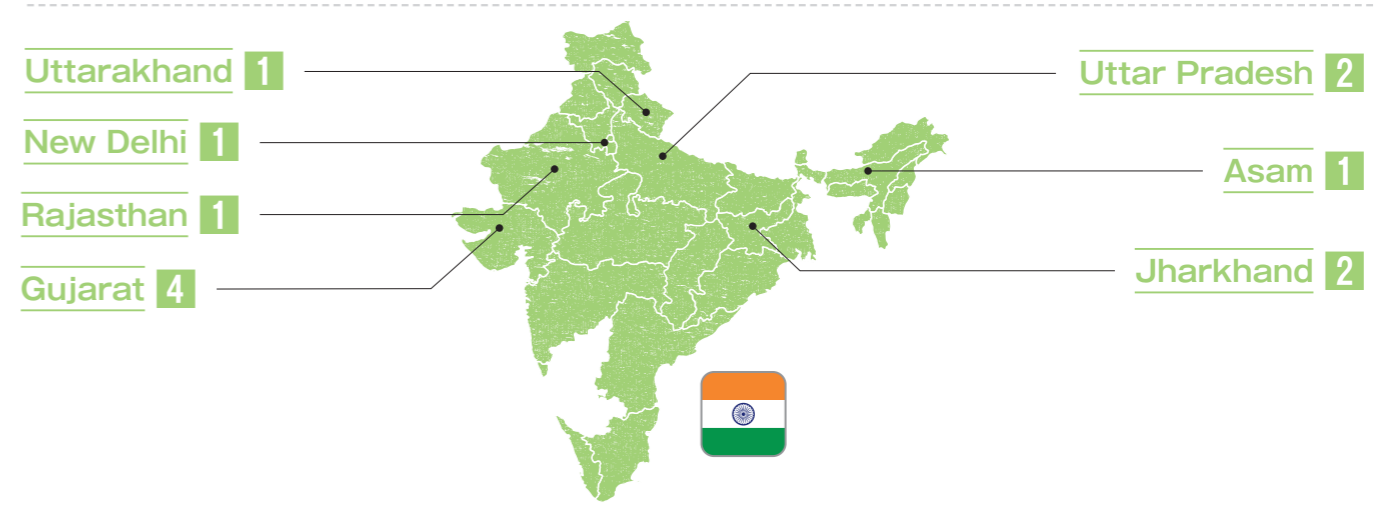 Uttarakhand 1
New Delhi 1
Rajasthan 1
Gujarat 4
Uttar Pradesh 2
Asam 1
Jharkhand 2